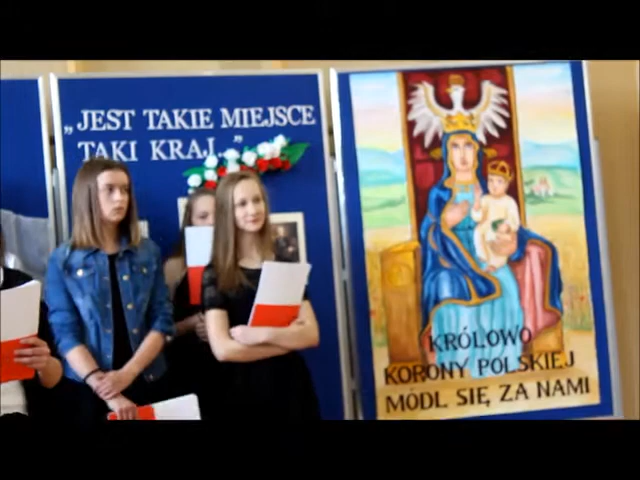 „JEST TAKIE MIEJSCE
TAKI KRAJ..."
KRÓLOWO
KORONY POLSKIEJ
MÓDL SIĘ ZA NAMI